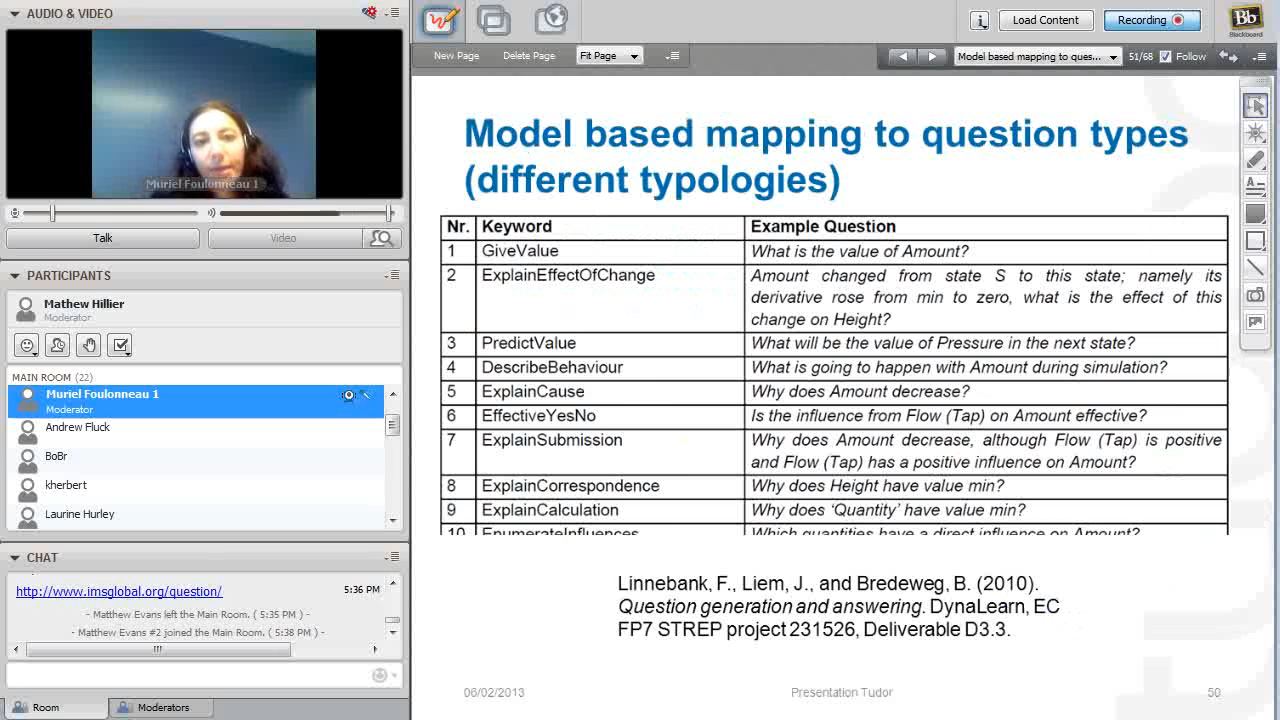 AUDIO & VIDEO
Muriel Foulonneau 1
Talk
Video
PARTICIPANTS
Mathew Hillier
Moderator
MAIN ROOM (22)
Muriel Foulonneau 1
Moderator
Andrew Fluck
BoBr
kherbert
Laurine Hurley
CHAT
http://www.imsglobal.org/question/ 5:36 PM
- Matthew Evans left the Main Room. ( 5:35 PM ) -
- Matthew Evans #2 joined the Main Room. ( 5:38 PM ) -
Room Moderators
Load Content Recording Bb
Blackboard
New Page Delete Page Fit Page Model based mapping to ques... 51/68 Follow
Model based mapping to question types
(different typologies)
Nr. Keyword Example Question
1 GiveValue What is the value of Amount?
2 ExplainEffectOfChange Amount changed from state S to this state; namely its
derivative rose from min to zero, what is the effect of this
change on Height?
3 PredictValue What will be the value of Pressure in the next state?
4 DescribeBehaviour What is going to happen with Amount during simulation?
5 ExplainCause Why does Amount decrease?
6 EffectiveYesNo Is the influence from Flow (Tap) on Amount effective?
7 ExplainSubmission Why does Amount decrease, although Flow (Tap) is positive
and Flow (Tap) has a positive influence on Amount?
8 ExplainCorrespondence Why does Height have value min?
9 ExplainCalculation Why does ‘Quantity’ have value min?
10 EnumerateInfluences Which quantities have a direct influence on Amount?
Linnebank, F., Liem, J., and Bredeweg, B. (2010).
Question generation and answering. DynaLearn, EC
FP7 STREP project 231526, Deliverable D3.3.
06/02/2013 Presentation Tudor 50